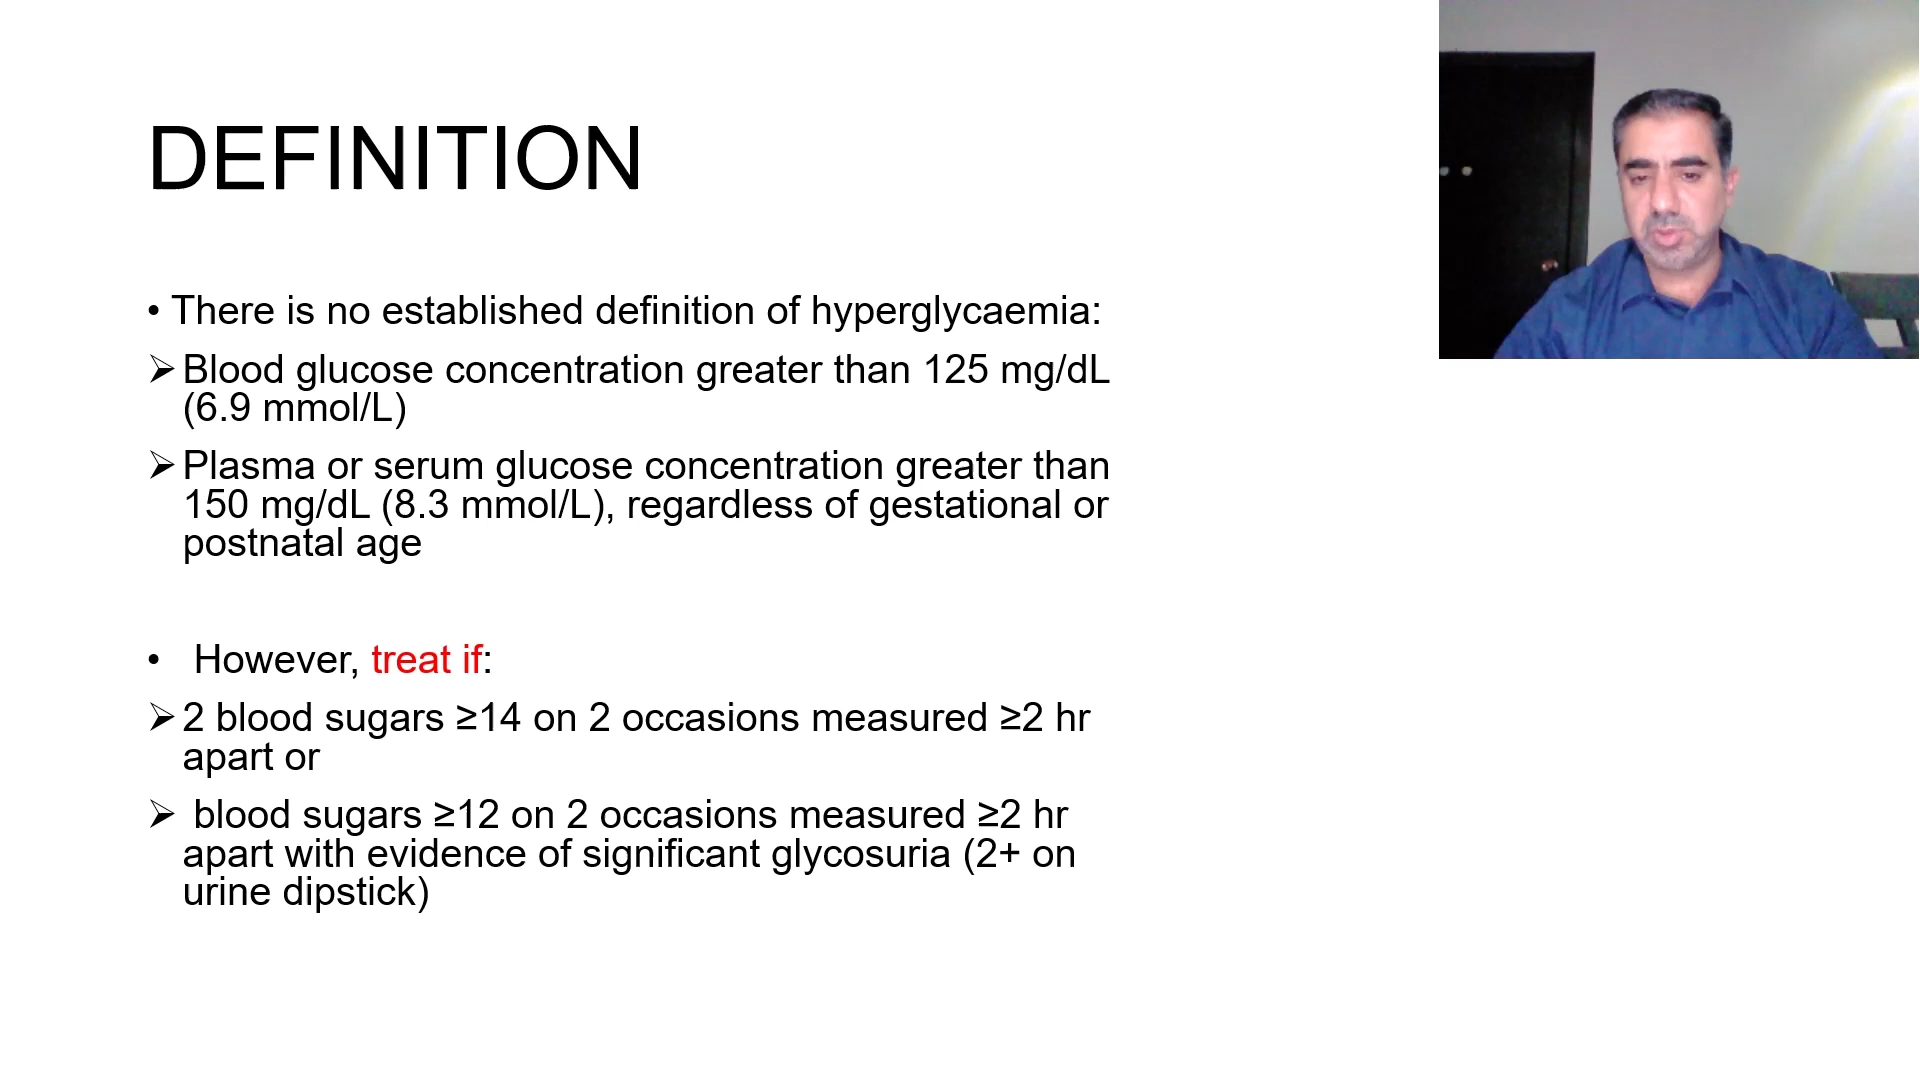 DEFINITION
• There is no established definition of hyperglycaemia:
➢ Blood glucose concentration greater than 125 mg/dL
(6.9 mmol/L)
➢ Plasma or serum glucose concentration greater than
150 mg/dL (8.3 mmol/L), regardless of gestational or
postnatal age
• However, treat if:
➢ 2 blood sugars ≥14 on 2 occasions measured ≥2 hr
apart or
➢ blood sugars ≥12 on 2 occasions measured ≥2 hr
apart with evidence of significant glycosuria (2+ on
urine dipstick)